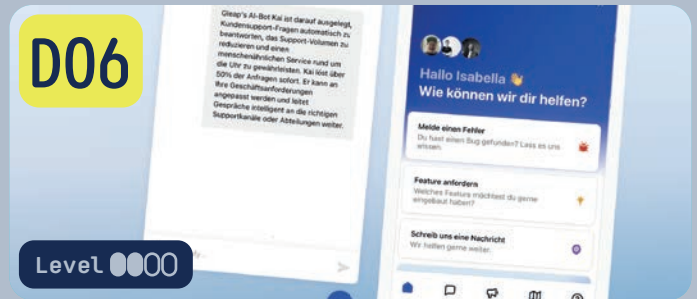 D06
Gleap's AI-Bot Kai ist darauf ausgelegt,
Kundensupport-Fragen automatisch zu
beantworten, das Support-Volumen zu
reduzieren und einen
menschenähnlichen Service rund um
die Uhr zu gewährleisten. Kai löst über
50% der Anfragen sofort. Er kann an
Ihre Geschäftsanforderungen
angepasst werden und leitet
Gespräche intelligent an die richtigen
Supportkanäle oder Abteilungen weiter.
Hallo Isabella 👋
Wie können wir dir helfen?
Melde einen Fehler
Du hast einen Bug gefunden? Lass es uns
wissen.
Feature anfordern
Welches Feature möchtest du gerne
eingebaut haben?
Schreib uns eine Nachricht
Wir helfen gerne weiter.
Level